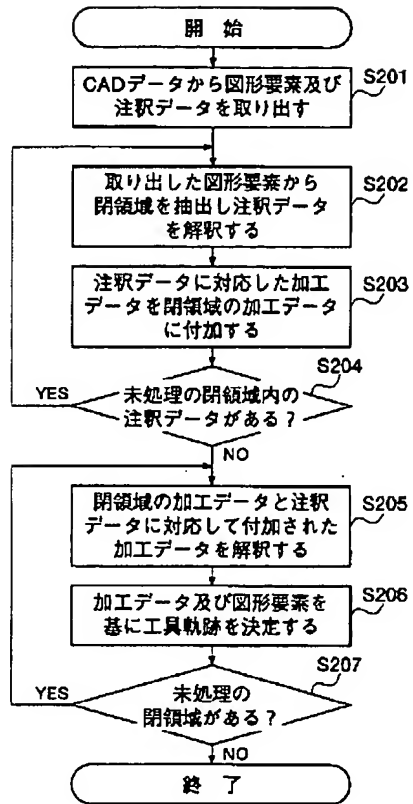 開 始
S201
CADデータから図形要素及び
注釈データを取り出す
S202
取り出した図形要素から
閉領域を抽出し注釈データ
を解釈する
S203
注釈データに対応した加工
データを閉領域の加工データ
に付加する
S204
YES
未処理の閉領域内の
注釈データがある?
NO
S205
閉領域の加工データと注釈
データに対応して付加された
加工データを解釈する
S206
加工データ及び図形要素を
基に工具軌跡を決定する
S207
YES
未処理の
閉領域がある?
NO
終 了